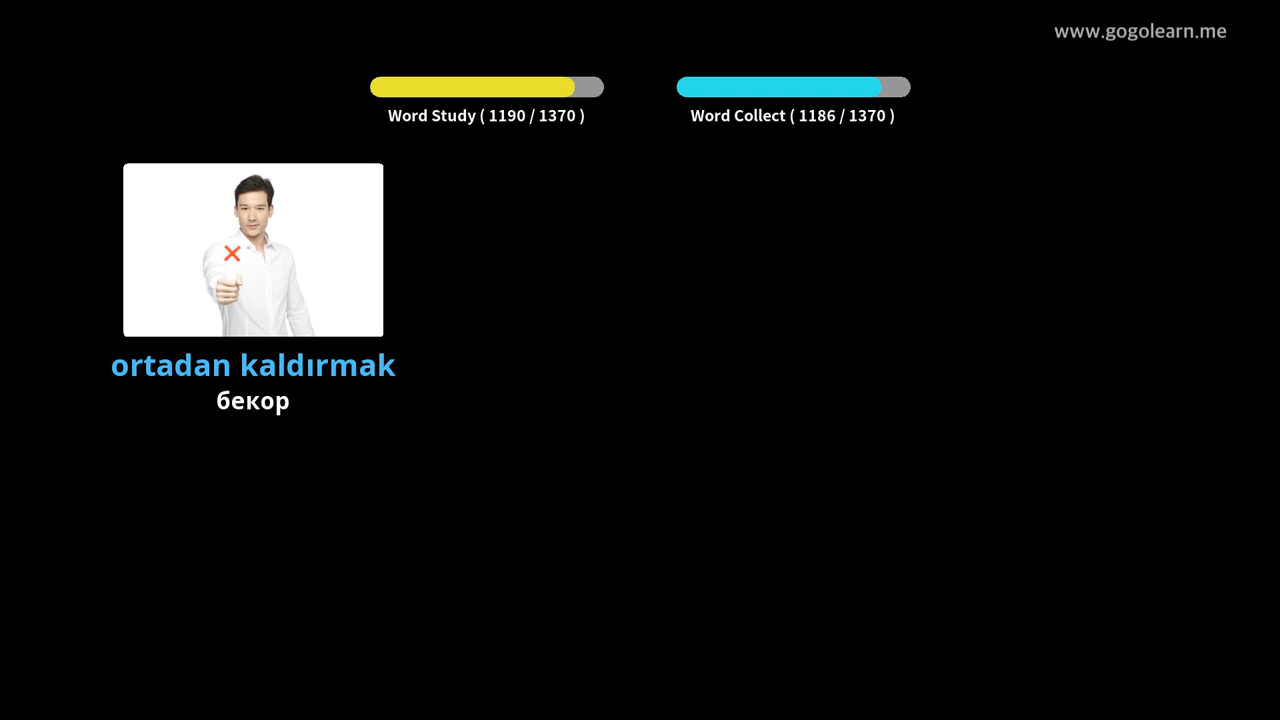 www.gogolearn.me
Word Study ( 1190 / 1370 )
Word Collect ( 1186 / 1370 )
ortadan kaldırmak
бекор